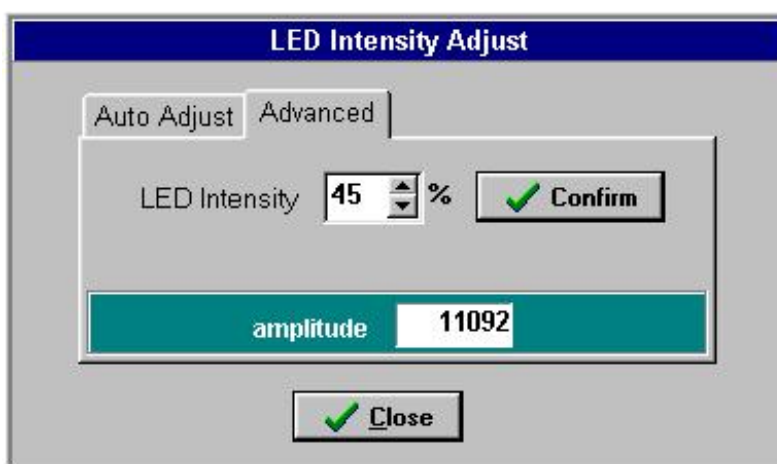 LED Intensity Adjust
Auto Adjust Advanced
LED Intensity 45 % Confirm
amplitude 11092
Close